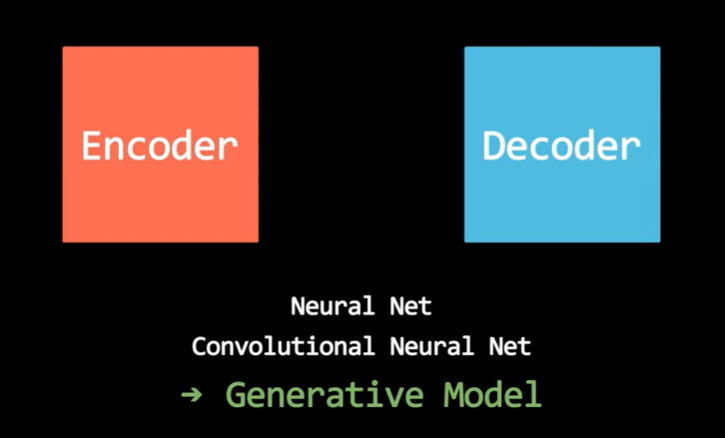 Encoder
Decoder
Neural Net
Convolutional Neural Net
➔ Generative Model